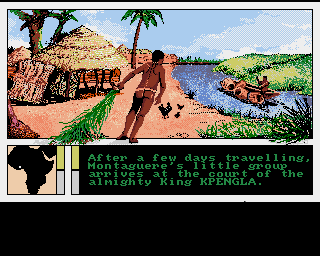 After a few days travelling,
Montaguere's little group
arrives at the court of the
almighty King KPENGLA.